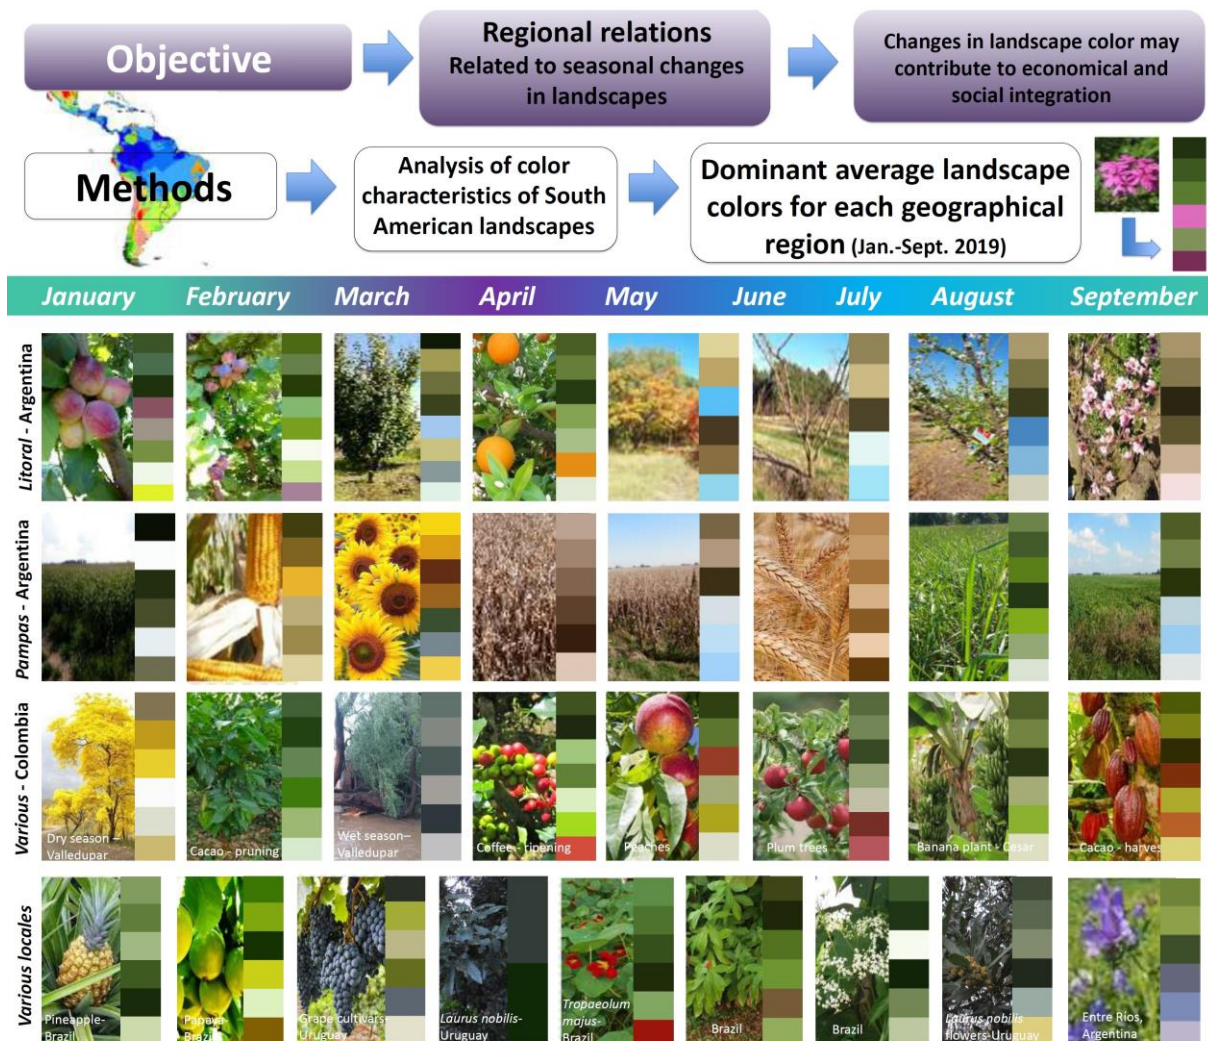 Objective
Regional relations
Related to seasonal changes
in landscapes
Changes in landscape color may
contribute to economical and
social integration
Methods
Analysis of color
characteristics of South
American landscapes
Dominant average landscape
colors for each geographical
region (Jan.-Sept. 2019)
January February March April May June July August September
Litoral - Argentina
Pampas - Argentina
Various - Colombia
Dry season –
Valledupar
Cacao - pruning
Wet season–
Valledupar
Coffee - ripening
Peaches
Plum trees
Banana plant - Cesar
Cacao - harves
Various locales
Pineapple-
Brazil
Papaya-
Brazil
Grape cultivars-
Uruguay
Laurus nobilis-
Uruguay
Tropaeolum
majus-
Brazil
Brazil
Brazil
Laurus nobilis
flowers-Uruguay
Entre Ríos,
Argentina